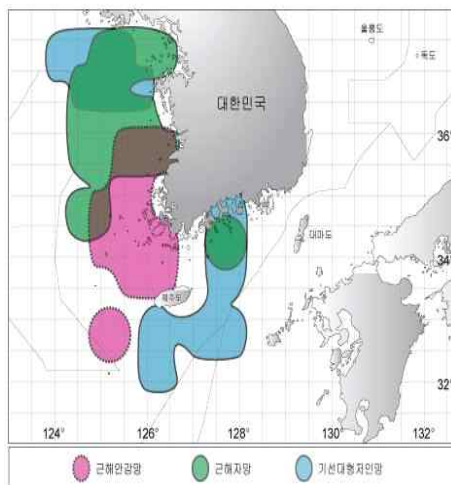 울릉도
독도
대한민국
36°
대마도
34°
제주도
32°
124° 126° 128° 130° 132°
근해안강망 근해자망 기선대형저인망